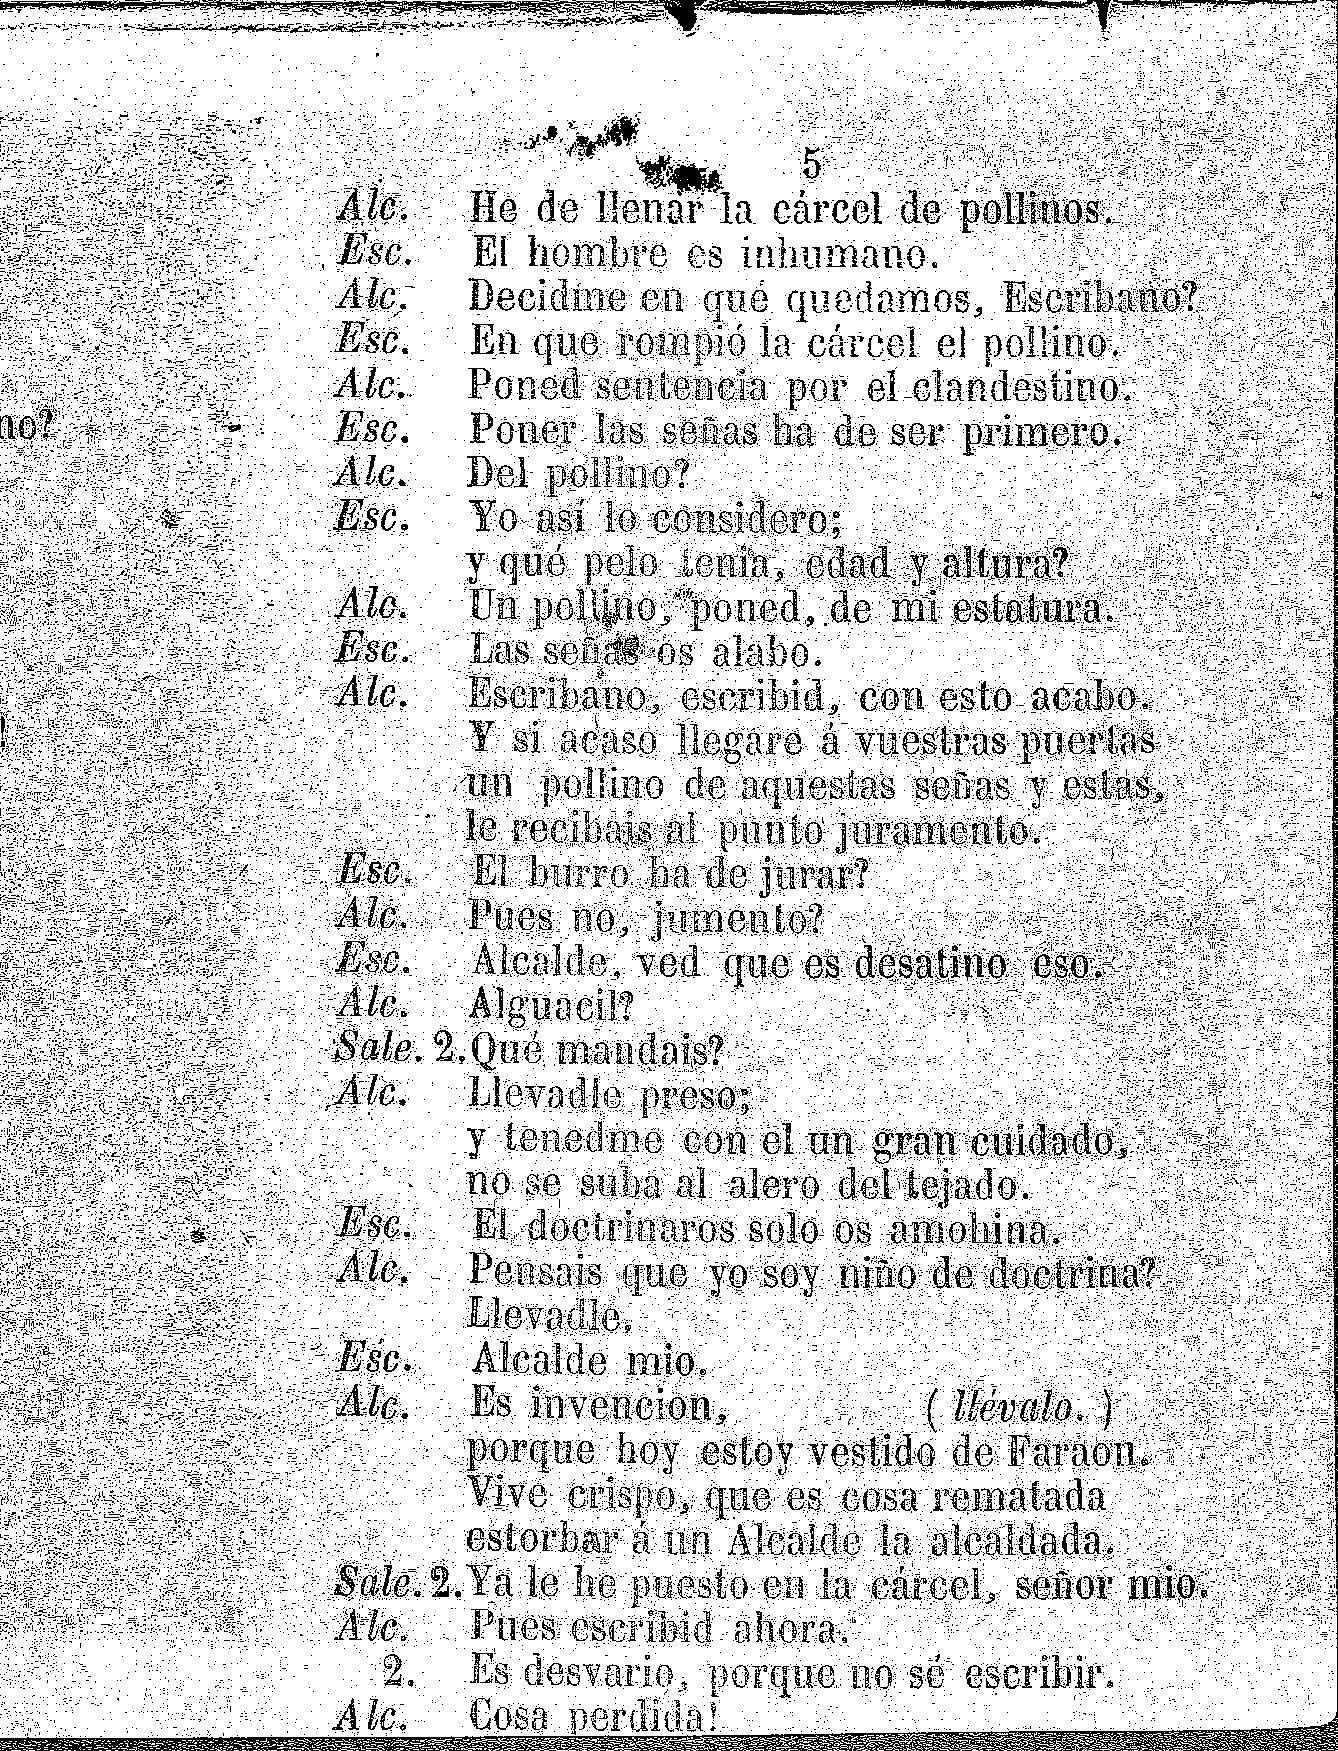 5
Alc. He de llenar la cárcel de pollinos.
Esc. El hombre es inhumano.
Alc. Decidme en qué quedamos, Escribano?
Esc. En que rompió la cárcel el pollino.
Alc. Poned sentencia por el clandestino.
Esc. Poner las señas ha de ser primero.
Alc. Del pollino?
Esc. Yo así lo considero;
y qué pelo tenia, edad y altura?
Alc. Un pollino, poned, de mi estatura.
Esc. Las señas os alabo.
Alc. Escribano, escribid, con esto acabo.
Y si acaso llegare á vuestras puertas
un pollino de aquestas señas y estas,
le recibais al punto juramento.
Esc. El burro ha de jurar?
Alc. Pues no, jumento?
Esc. Alcalde, ved que es desatino eso.
Alc. Alguacil?
Sale. 2. Qué mandais?
Alc. Llevadle preso;
y tenedme con el un gran cuidado,
no se suba al alero del tejado.
Esc. El doctrinaros solo os amohina.
Alc. Pensais que yo soy niño de doctrina?
Llevadle.
Esc. Alcalde mio.
Alc. Es invencion, ( llévalo. )
porque hoy estoy vestido de Faraon.
Vive crispo, que es cosa rematada
estorbar á un Alcalde la alcaldada.
Sale. 2. Ya le he puesto en la cárcel, señor mio.
Alc. Pues escribid ahora.
2. Es desvario, porque no sé escribir.
Alc. Cosa perdida!